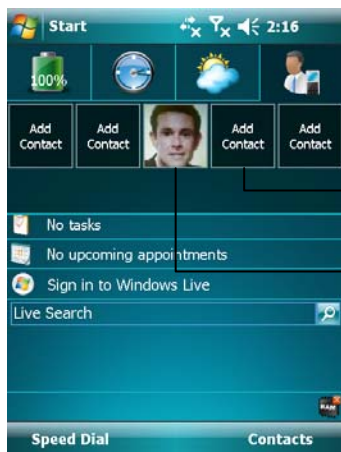 Start 2:16
100%
Add Contact Add Contact Add Contact Add Contact
No tasks
No upcoming appointments
Sign in to Windows Live
Live Search
RAM
Speed Dial Contacts